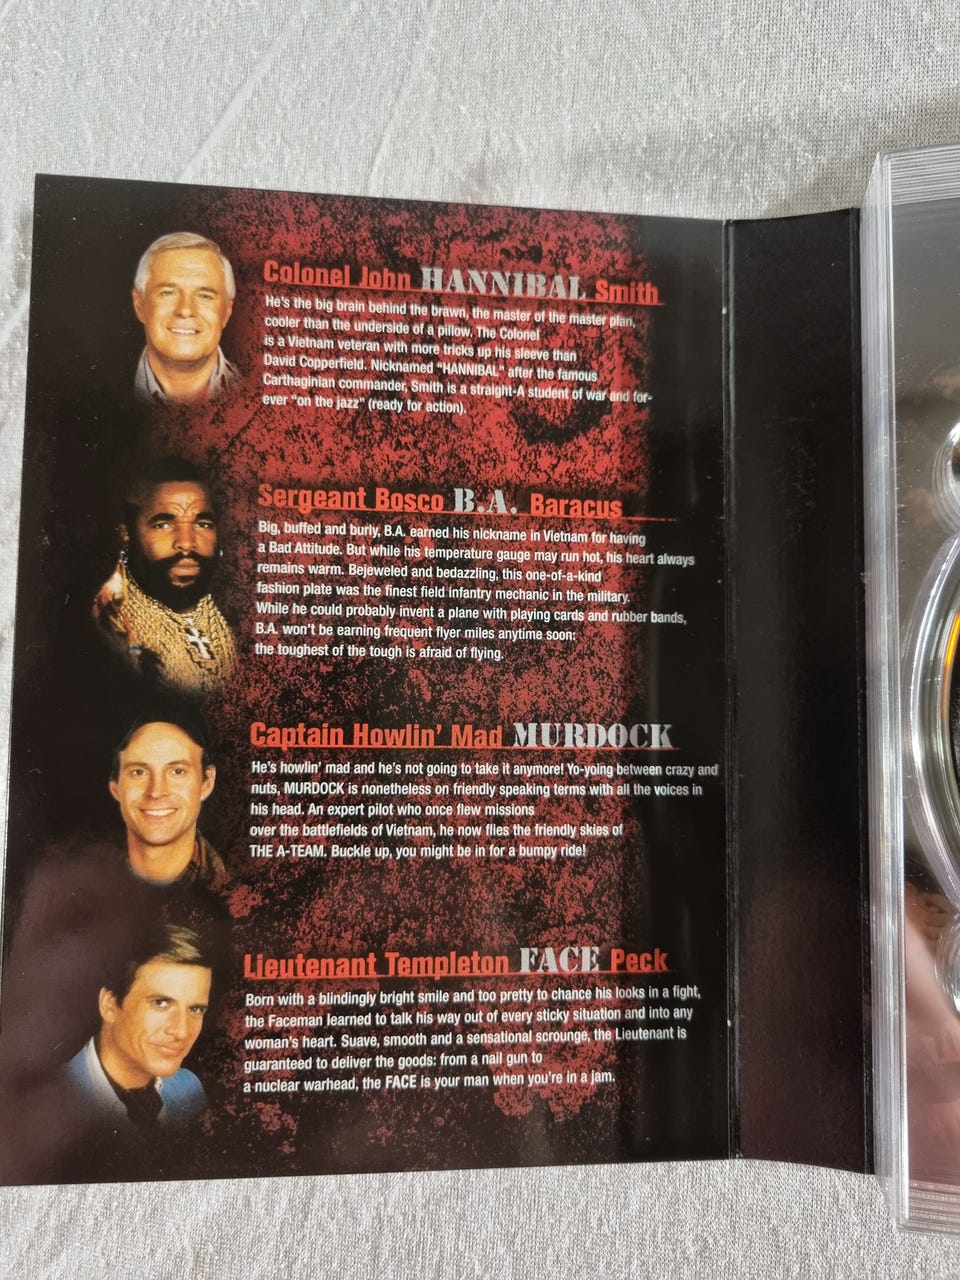 Colonel John HANNIBAL Smith
He's the big brain behind the brawn, the master of the master plan,
cooler than the underside of a pillow. The Colonel
is a Vietnam veteran with more tricks up his sleeve than
David Copperfield. Nicknamed “HANNIBAL” after the famous
Carthaginian commander, Smith is a straight-A student of war and for-
ever “on the jazz” (ready for action).
Sergeant Bosco B.A. Baracus
Big, buffed and burly, B.A. earned his nickname in Vietnam for having
a Bad Attitude. But while his temperature gauge may run hot, his heart always
remains warm. Bejeweled and bedazzling, this one-of-a-kind
fashion plate was the finest field infantry mechanic in the military.
While he could probably invent a plane with playing cards and rubber bands,
B.A. won't be earning frequent flyer miles anytime soon:
the toughest of the tough is afraid of flying.
Captain Howlin' Mad MURDOCK
He's howlin' mad and he's not going to take it anymore! Yo-yoing between crazy and
nuts, MURDOCK is nonetheless on friendly speaking terms with all the voices in
his head. An expert pilot who once flew missions
over the battlefields of Vietnam, he now flies the friendly skies of
THE A-TEAM. Buckle up, you might be in for a bumpy ride!
Lieutenant Templeton FACE Peck
Born with a blindingly bright smile and too pretty to chance his looks in a fight,
the Faceman learned to talk his way out of every sticky situation and into any
woman's heart. Suave, smooth and a sensational scrounge, the Lieutenant is
guaranteed to deliver the goods: from a nail gun to
a nuclear warhead, the FACE is your man when you're in a jam.